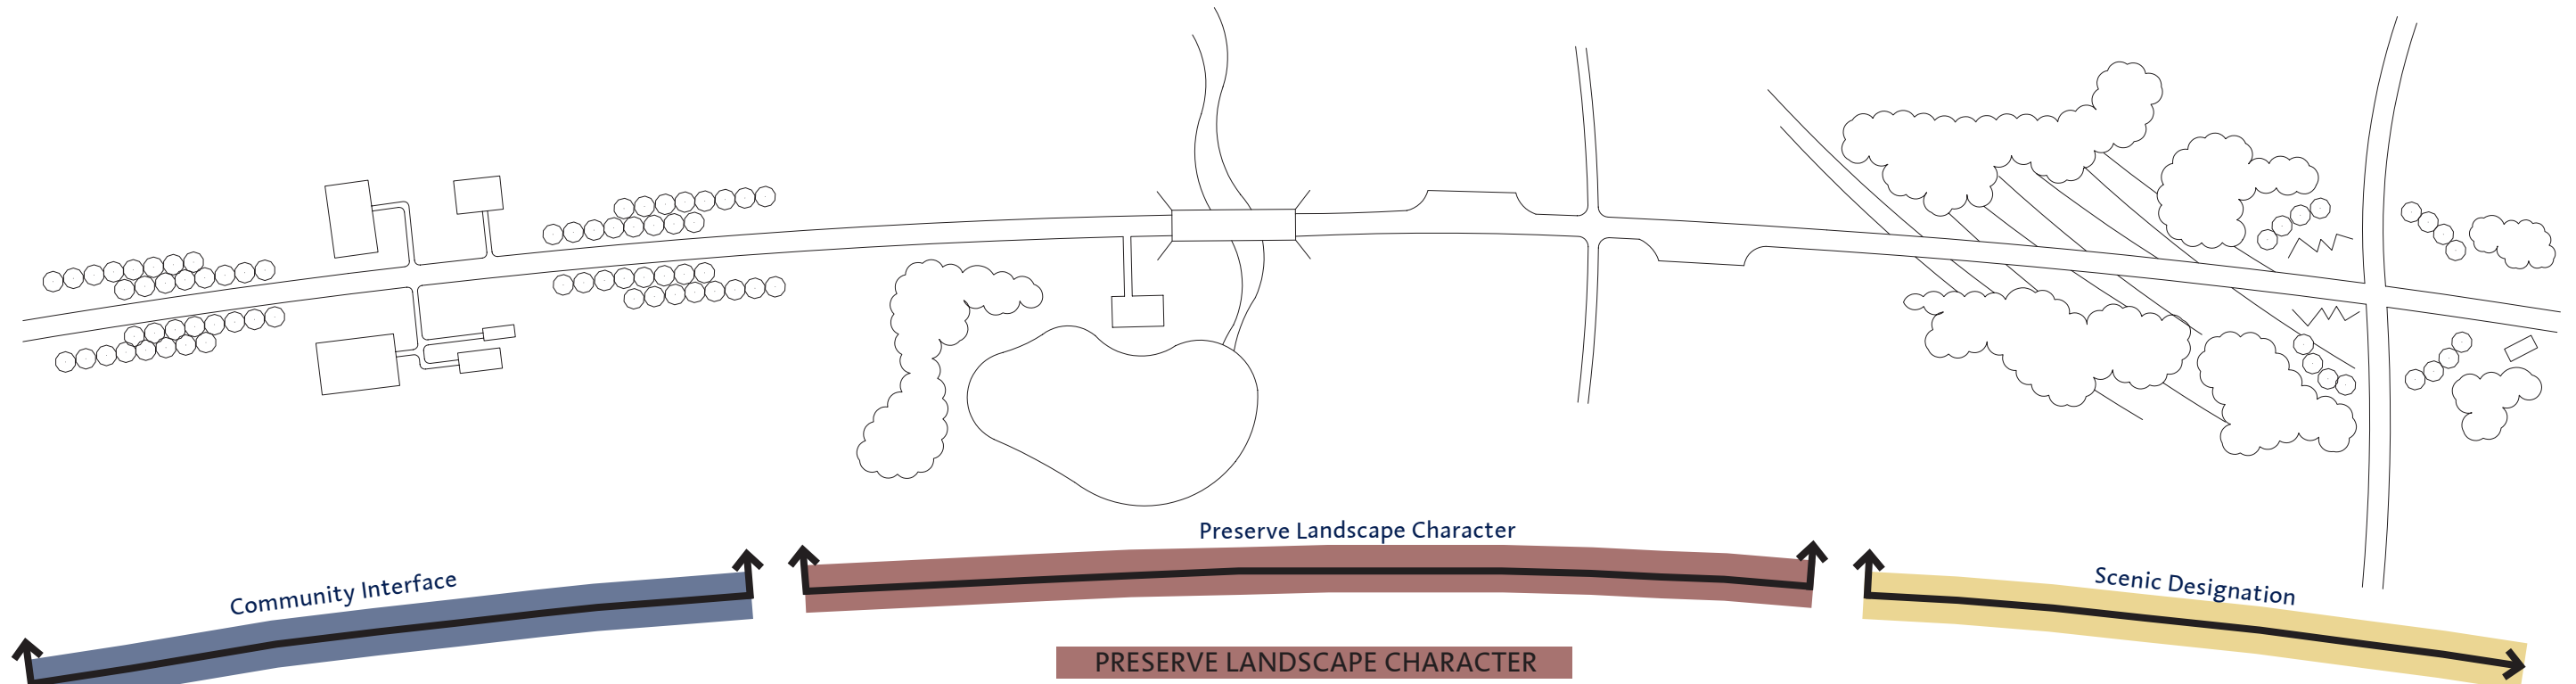 Preserve Landscape Character
Community Interface
Scenic Designation
PRESERVE LANDSCAPE CHARACTER